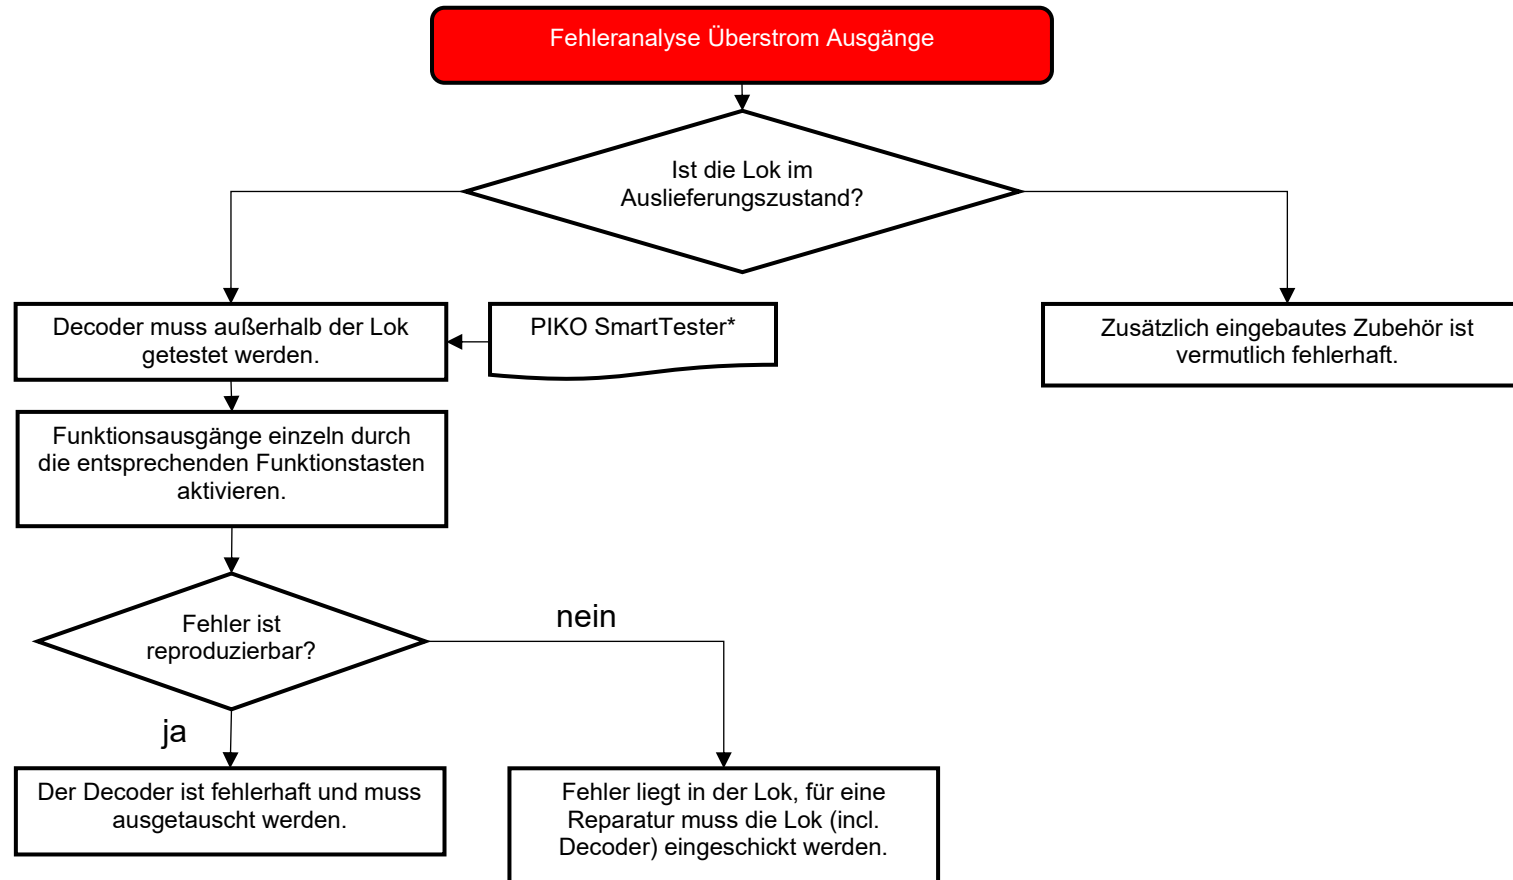 Fehleranalyse Überstrom Ausgänge
Ist die Lok im
Auslieferungszustand?
Decoder muss außerhalb der Lok
getestet werden.
PIKO SmartTester*
Zusätzlich eingebautes Zubehör ist
vermutlich fehlerhaft.
Funktionsausgänge einzeln durch
die entsprechenden Funktionstasten
aktivieren.
Fehler ist
reproduzierbar?
nein
ja
Der Decoder ist fehlerhaft und muss
ausgetauscht werden.
Fehler liegt in der Lok, für eine
Reparatur muss die Lok (incl.
Decoder) eingeschickt werden.